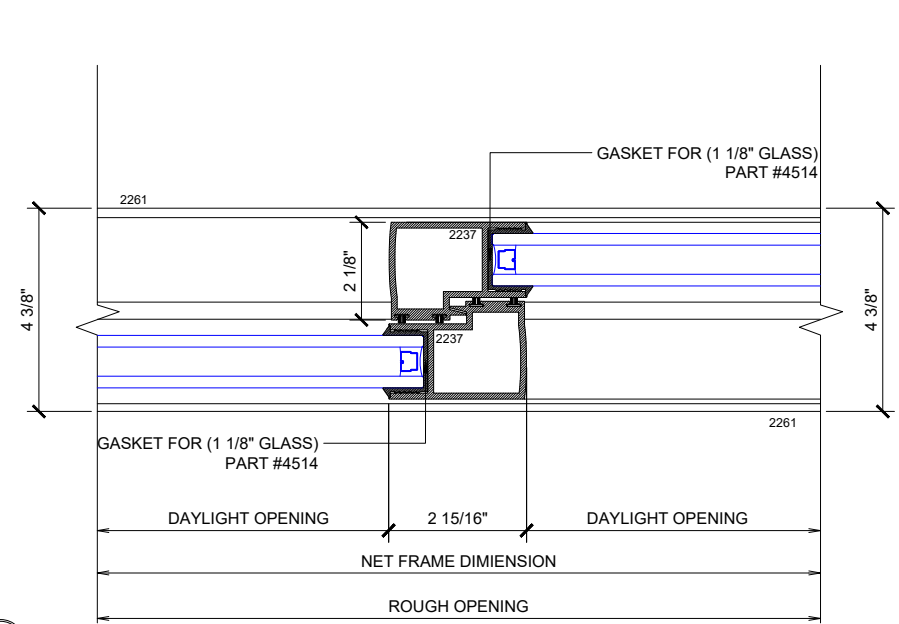 GASKET FOR (1 1/8" GLASS)
PART #4514
2261
2237
2 1/8"
4 3/8"
4 3/8"
2237
2261
GASKET FOR (1 1/8" GLASS)
PART #4514
DAYLIGHT OPENING
2 15/16"
DAYLIGHT OPENING
NET FRAME DIMIENSION
ROUGH OPENING